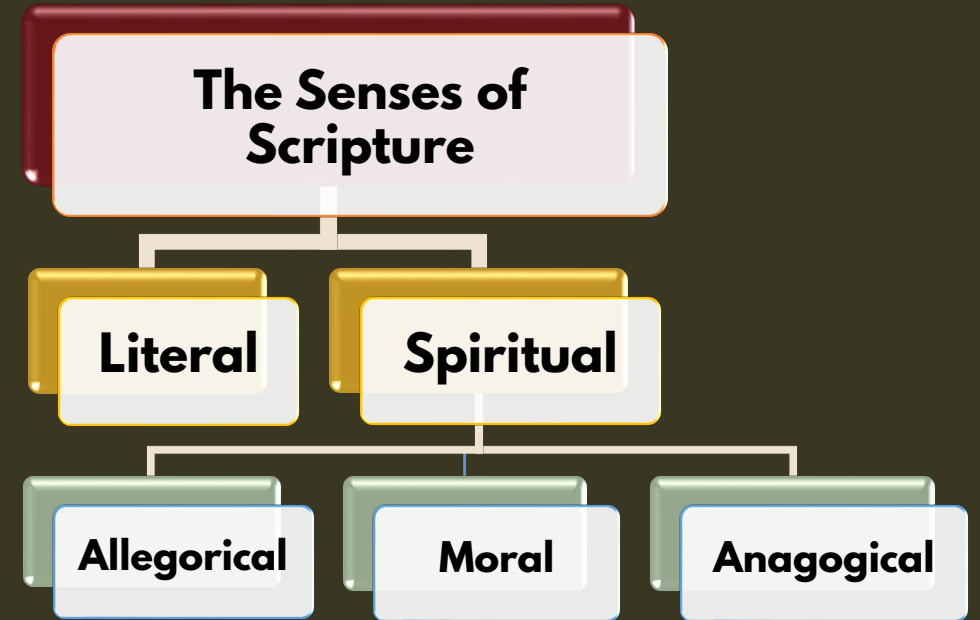 The Senses of
Scripture
Literal
Spiritual
Allegorical
Moral
Anagogical